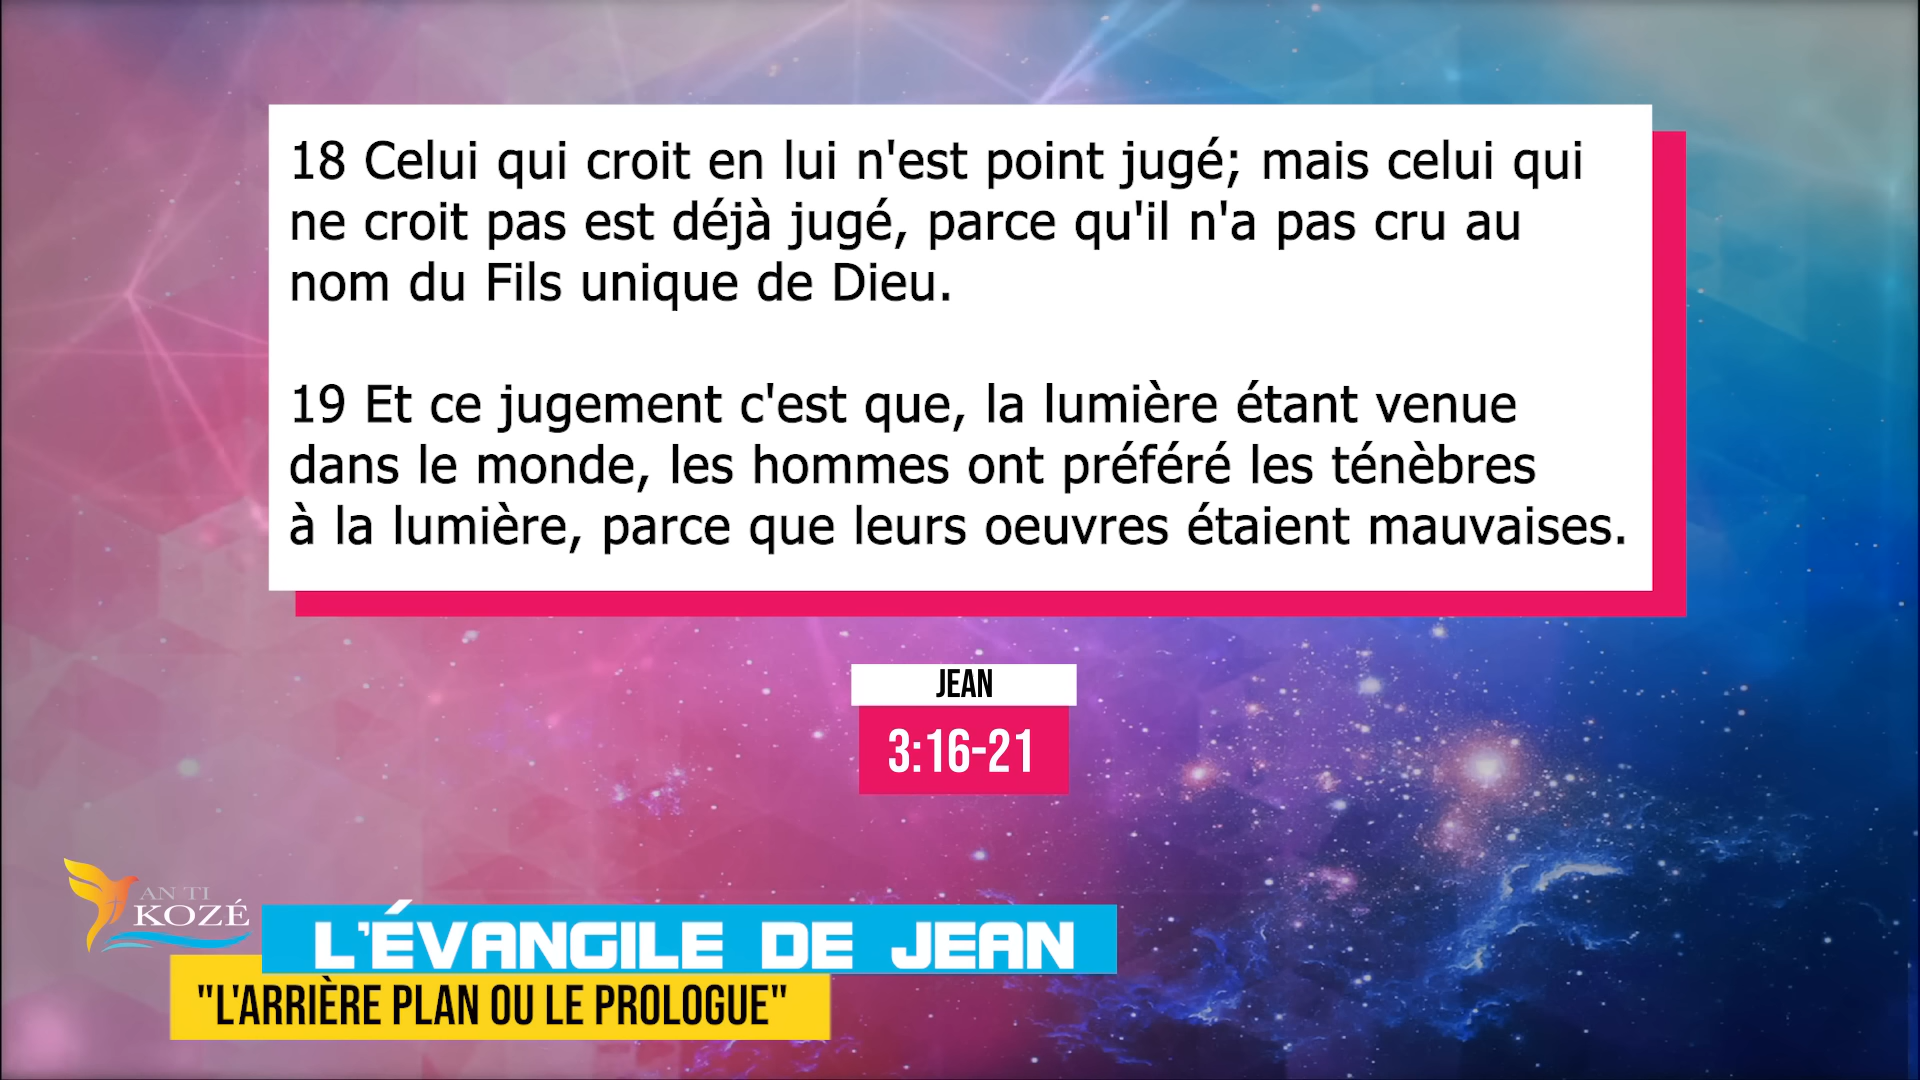 18 Celui qui croit en lui n'est point jugé; mais celui qui
ne croit pas est déjà jugé, parce qu'il n'a pas cru au
nom du Fils unique de Dieu.
19 Et ce jugement c'est que, la lumière étant venue
dans le monde, les hommes ont préféré les ténèbres
à la lumière, parce que leurs oeuvres étaient mauvaises.
JEAN
3:16-21
AN TI
KOZÉ
L'ÉVANGILE DE JEAN
"L'ARRIÈRE PLAN OU LE PROLOGUE"